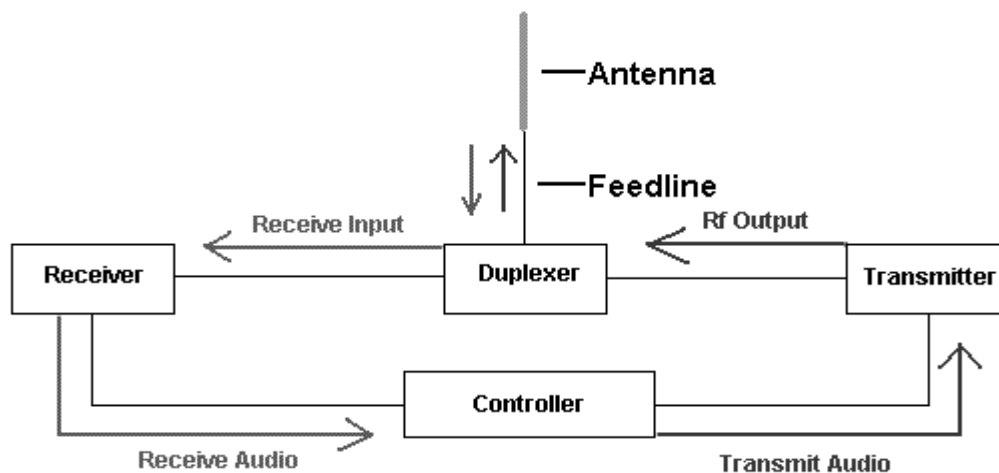 Antenna
Feedline
Receive Input
Rf Output
Receiver
Duplexer
Transmitter
Controller
Receive Audio
Transmit Audio